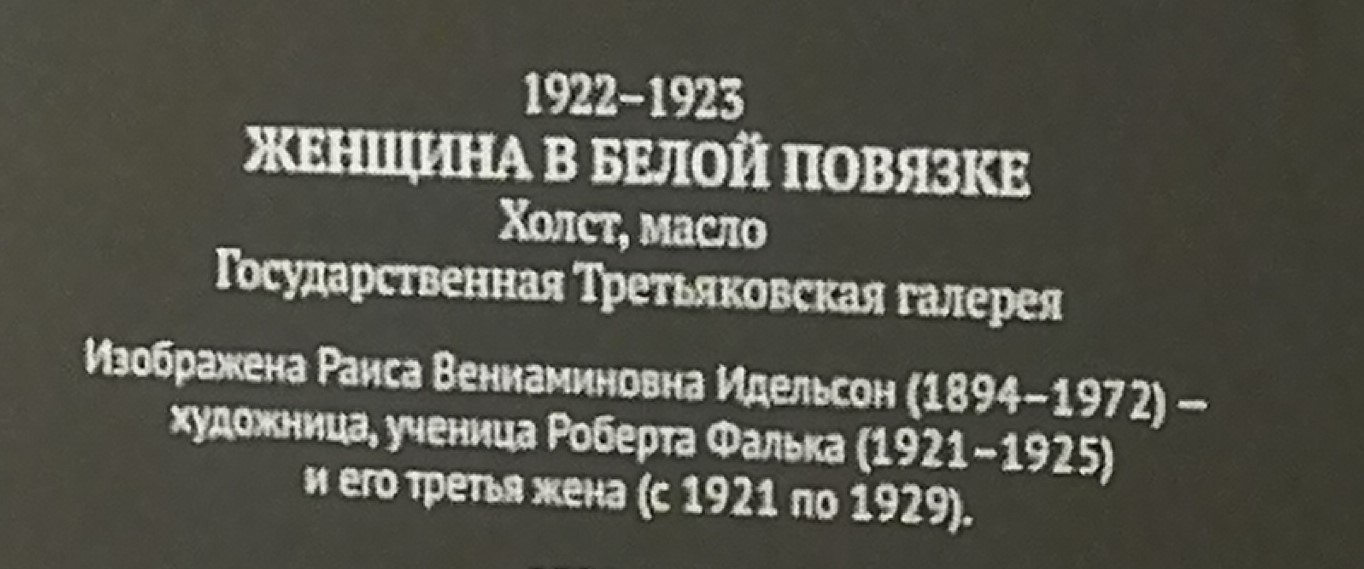 1922–1923
ЖЕНЩИНА В БЕЛОЙ ПОВЯЗКЕ
Холст, масло
Государственная Третьяковская галерея
Изображена Раиса Вениаминовна Идельсон (1894–1972) –
художница, ученица Роберта Фалька (1921–1925)
и его третья жена (с 1921 по 1929).